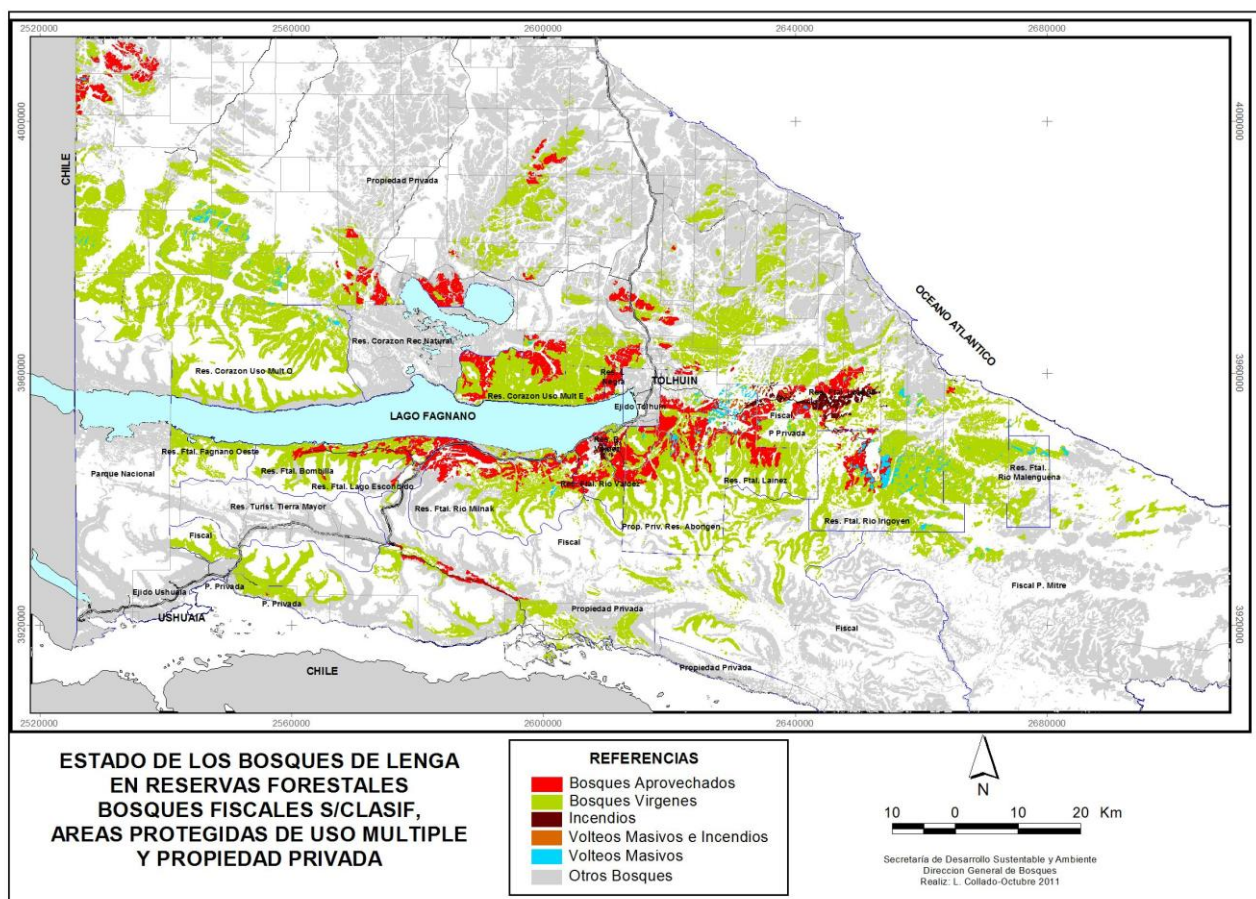 2520000 2560000 2600000 2640000 2680000
4000000
4000000
CHILE
Propiedad Privada
OCEANO ATLANTICO
Res. Corazon Rec.Natural
Res. Corazon Uso Mult.O
Res. Corazon Uso Mult E
Negra
TOLHUIN
3960000
3960000
Ejido Tolhuin
LAGO FAGNANO
Fiscal
P Privada
Res. Ftal. Fagnano Oeste
Parque Nacional
Res. Ftal. Bombilla
Res. Ftal. Lago Escondido
Res. Ftal. Rio Valdez
Res. Ftal. Lainez
Res. Ftal.
Rio Malenguena
Res. Turist. Tierra Mayor
Res. Ftal. Rio Milnak
Prop. Priv. Res. Aborigen
Res. Ftal. Rio Irigoyen
Fiscal
Fiscal
Fiscal P. Mitre
Ejido Ushuaia
P. Privada
P. Privada
USHUAIA
Propiedad Privada
Fiscal
3920000
3920000
CHILE
Propiedad Privada
2520000 2560000 2600000 2640000 2680000
ESTADO DE LOS BOSQUES DE LENGA
EN RESERVAS FORESTALES
BOSQUES FISCALES S/CLASIF,
AREAS PROTEGIDAS DE USO MULTIPLE
Y PROPIEDAD PRIVADA
REFERENCIAS
Bosques Aprovechados
Bosques Virgenes
Incendios
Volteos Masivos e Incendios
Volteos Masivos
Otros Bosques
N
10 0 10 20 Km
Secretaría de Desarrollo Sustentable y Ambiente
Direccion General de Bosques
Realiz: L. Collado-Octubre 2011